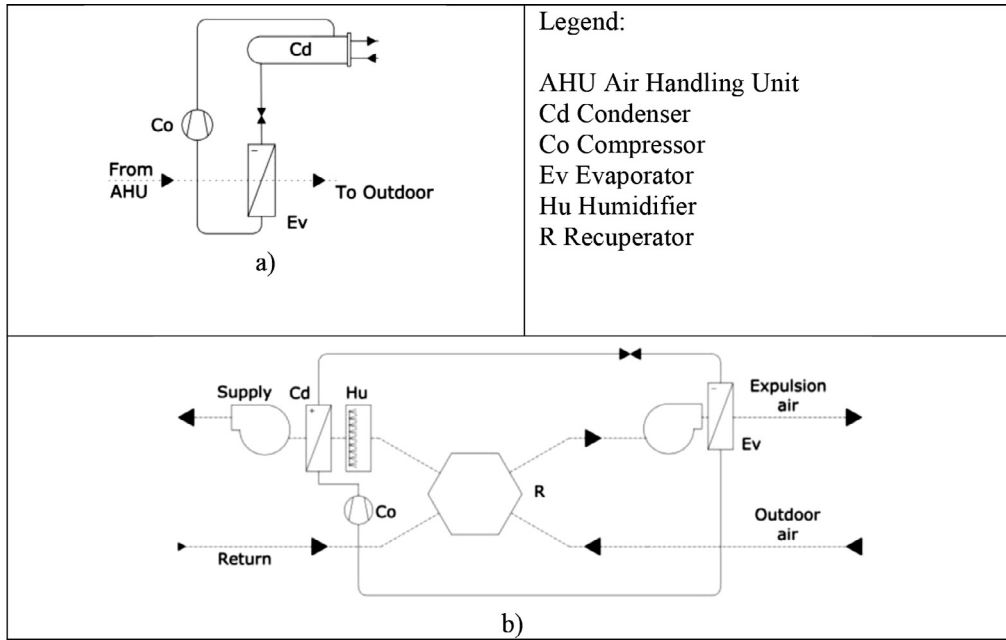 Cd
Co
From
AHU
To Outdoor
Ev
a)
Legend:
AHU Air Handling Unit
Cd Condenser
Co Compressor
Ev Evaporator
Hu Humidifier
R Recuperator
Supply
Cd
Hu
Expulsion
air
Ev
R
Co
Outdoor
air
Return
b)